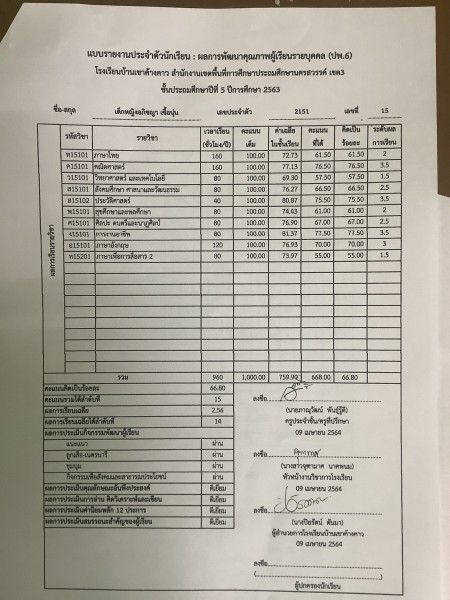 แบบรายงานประจำตัวนักเรียน : ผลการพัฒนาคุณภาพผู้เรียนรายบุคคล (ปพ.6)
โรงเรียนบ้านเขาค้างคาว สำนักงานเขตพื้นที่การศึกษาประถมศึกษานครสวรรค์ เขต3
ชั้นประถมศึกษาปีที่ 5 ปีการศึกษา 2563
ชื่อ-สกุล เด็กหญิงอภิชญา เชื้อนุ่น เลขประจำตัว 2151 เลขที่ 15
รหัสวิชา รายวิชา เวลาเรียน (ชั่วโมง/ปี) คะแนนเต็ม ค่าเฉลี่ยในชั้นเรียน คะแนนที่ได้ คิดเป็นร้อยละ ระดับผลการเรียน
ผลการเรียนรายวิชา
ท15101 ภาษาไทย 160 100.00 72.73 61.50 61.50 2
ค15101 คณิตศาสตร์ 160 100.00 77.13 76.50 76.50 3.5
ว15101 วิทยาศาสตร์ และเทคโนโลยี 80 100.00 69.30 57.50 57.50 1.5
ส15101 สังคมศึกษา ศาสนาและวัฒนธรรม 80 100.00 76.27 66.50 66.50 2.5
ส15102 ประวัติศาสตร์ 40 100.00 80.87 75.50 75.50 3.5
พ15101 สุขศึกษาและพลศึกษา 80 100.00 74.43 61.00 61.00 2
ศ15101 ศิลปะ ดนตรีและนาฏศิลป์ 80 100.00 76.90 67.00 67.00 2.5
ง15101 การงานอาชีพ 80 100.00 81.37 77.50 77.50 3.5
อ15101 ภาษาอังกฤษ 120 100.00 76.93 70.00 70.00 3
ท15201 ภาษาเพื่อการสื่อสาร 2 80 100.00 73.97 55.00 55.00 1.5
รวม 960 1,000.00 759.90 668.00 66.80
คะแนนคิดเป็นร้อยละ 66.80
คะแนนรวมได้ลำดับที่ 15
ผลการเรียนเฉลี่ย 2.56
ผลการเรียนเฉลี่ยได้ลำดับที่ 14
ผลการประเมินกิจกรรมพัฒนาผู้เรียน
แนะแนว ผ่าน
ลูกเสือ-เนตรนารี ผ่าน
ชุมนุม ผ่าน
กิจกรรมเพื่อสังคมและสาธารณประโยชน์ ผ่าน
ผลการประเมินคุณลักษณะอันพึงประสงค์ ดีเยี่ยม
ผลการประเมินการอ่าน คิดวิเคราะห์และเขียน ดีเยี่ยม
ผลการประเมินค่านิยมหลัก 12 ประการ ดีเยี่ยม
ผลการประเมินสมรรถนะสำคัญของผู้เรียน ดีเยี่ยม
ลงชื่อ
(นายภาณุวัฒน์ พันธุ์รัฐิ)
ครูประจำชั้น/ครูที่ปรึกษา
09 เมษายน 2564
ลงชื่อ
(นางสาวจุฑามาศ นาคพนม)
หัวหน้างานวิชาการโรงเรียน
09 เมษายน 2564
ลงชื่อ
(นางปิยรัตน์ ตันมา)
ผู้อำนวยการโรงเรียนบ้านเขาค้างคาว
09 เมษายน 2564
ลงชื่อ
(
)
ผู้ปกครองนักเรียน